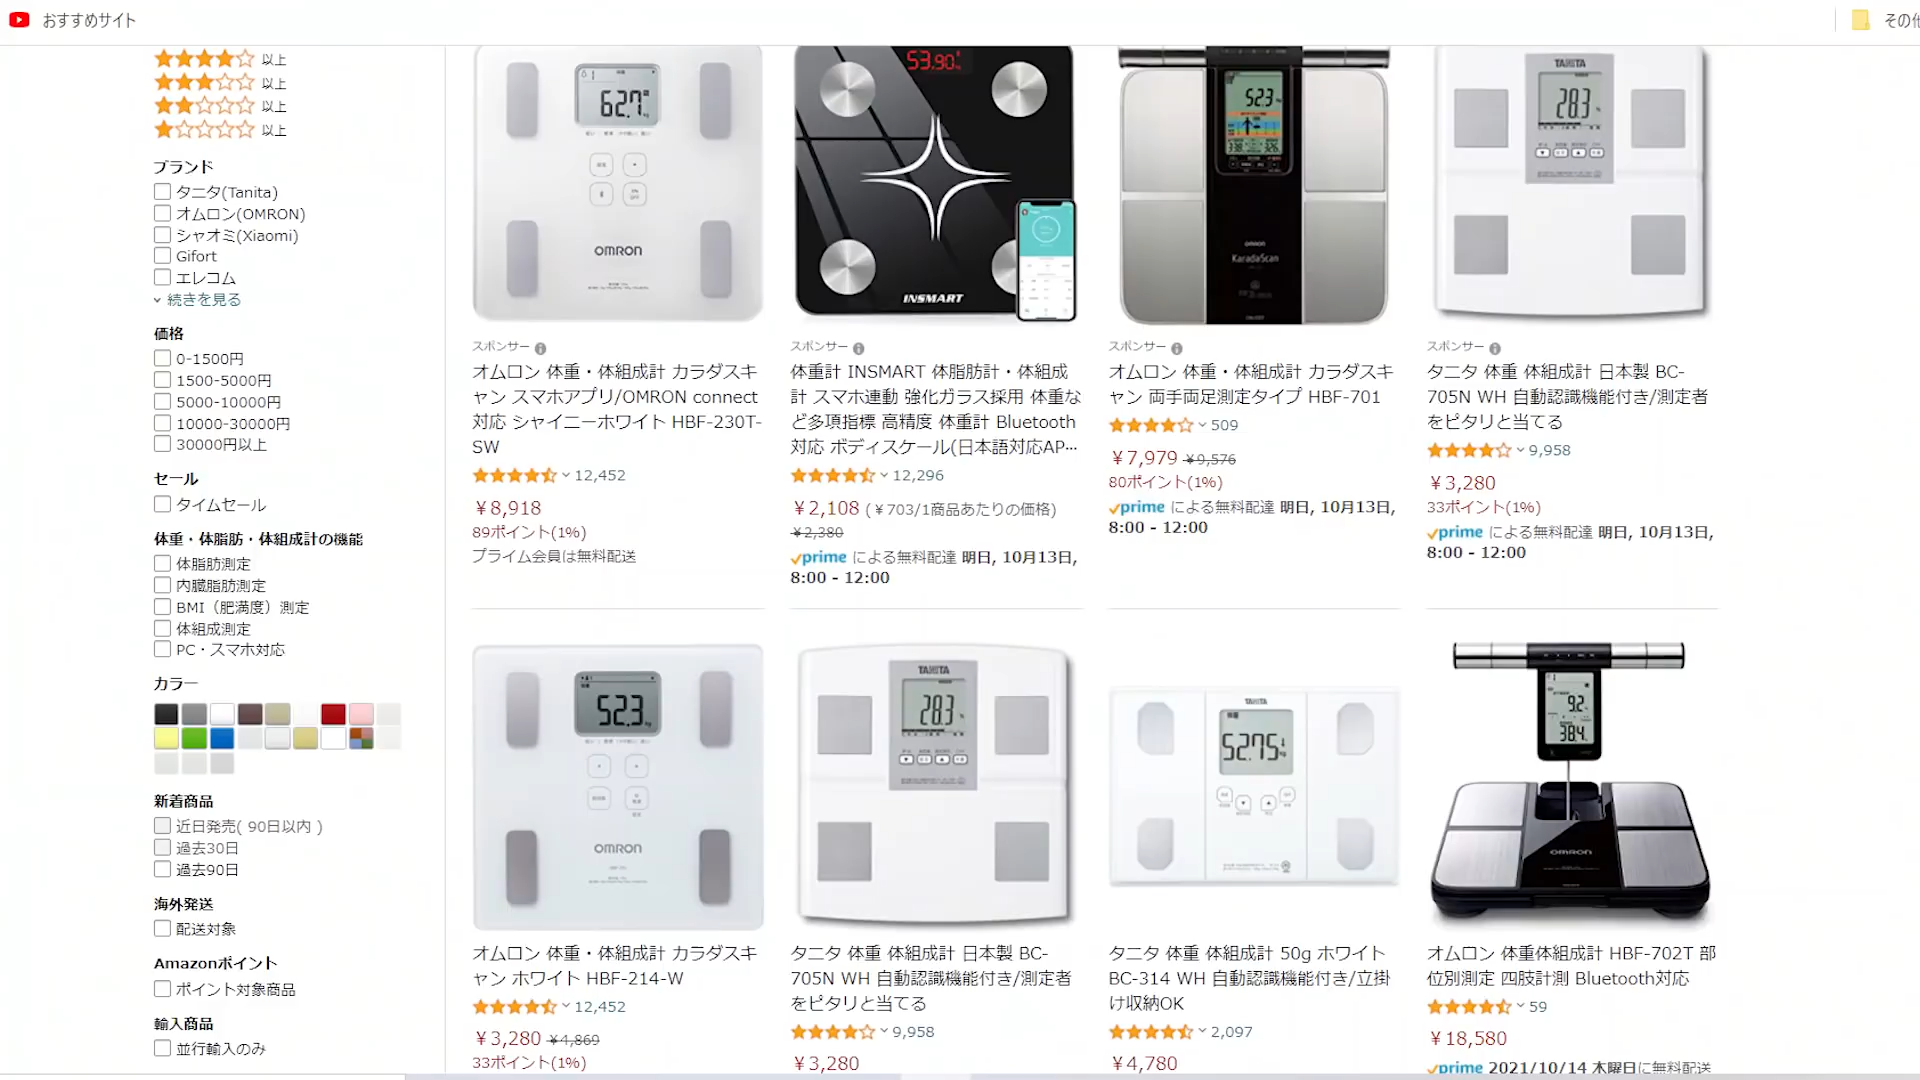 おすすめサイト
以上
以上
以上
以上
ブランド
タニタ(Tanita)
オムロン(OMRON)
シャオミ(Xiaomi)
Gifort
エレコム
続きを見る
価格
0-1500円
1500-5000円
5000-10000円
10000-30000円
30000円以上
セール
タイムセール
体重・体脂肪・体組成計の機能
体脂肪測定
内臓脂肪測定
BMI（肥満度）測定
体組成測定
PC・スマホ対応
カラー
新着商品
近日発売( 90日以内 )
過去30日
過去90日
海外発送
配送対象
Amazonポイント
ポイント対象商品
輸入商品
並行輸入のみ
62.7
OMRON
スポンサー
オムロン 体重・体組成計 カラダスキ
ャン スマホアプリ/OMRON connect
対応 シャイニーホワイト HBF-230T-
SW
12,452
￥8,918
89ポイント(1%)
プライム会員は無料配送
53.90
INSMART
スポンサー
体重計 INSMART 体脂肪計・体組成
計 スマホ連動 強化ガラス採用 体重な
ど多項指標 高精度 体重計 Bluetooth
対応 ボディスケール(日本語対応AP…
12,296
￥2,108 (￥703/1商品あたりの価格)
￥2,380
prime による無料配達 明日, 10月13日,
8:00 - 12:00
52.3
omron
KaradaScan
スポンサー
オムロン 体重・体組成計 カラダスキ
ャン 両手両足測定タイプ HBF-701
509
￥7,979 ￥9,576
80ポイント(1%)
prime による無料配達 明日, 10月13日,
8:00 - 12:00
TANITA
28.3
スポンサー
タニタ 体重 体組成計 日本製 BC-
705N WH 自動認識機能付き/測定者
をピタリと当てる
9,958
￥3,280
33ポイント(1%)
prime による無料配達 明日, 10月13日,
8:00 - 12:00
52.3
OMRON
オムロン 体重・体組成計 カラダスキ
ャン ホワイト HBF-214-W
12,452
￥3,280 ￥4,869
33ポイント(1%)
TANITA
28.3
タニタ 体重 体組成計 日本製 BC-
705N WH 自動認識機能付き/測定者
をピタリと当てる
9,958
￥3,280
TANITA
52.75
タニタ 体重 体組成計 50g ホワイト
BC-314 WH 自動認識機能付き/立掛
け収納OK
2,097
￥4,780
9.2
38.4
OMRON
オムロン 体重体組成計 HBF-702T 部
位別測定 四肢計測 Bluetooth対応
59
￥18,580
prime 2021/10/14 木曜日に無料配送